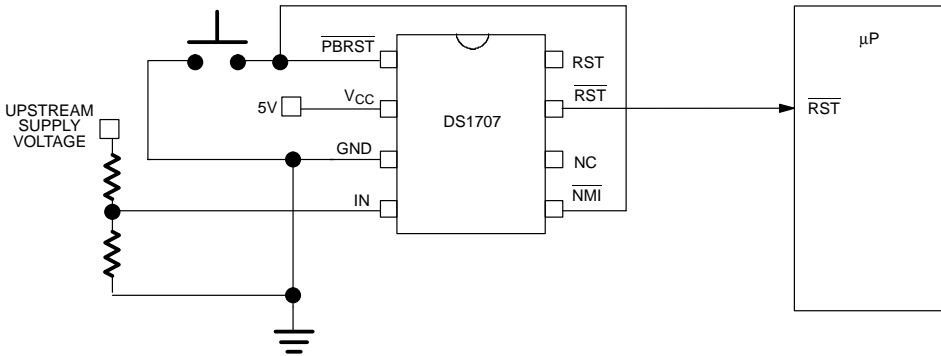 UPSTREAM
SUPPLY
VOLTAGE
5V
PBRST
VCC
GND
IN
DS1707
RST
RST
NC
NMI
µP
RST